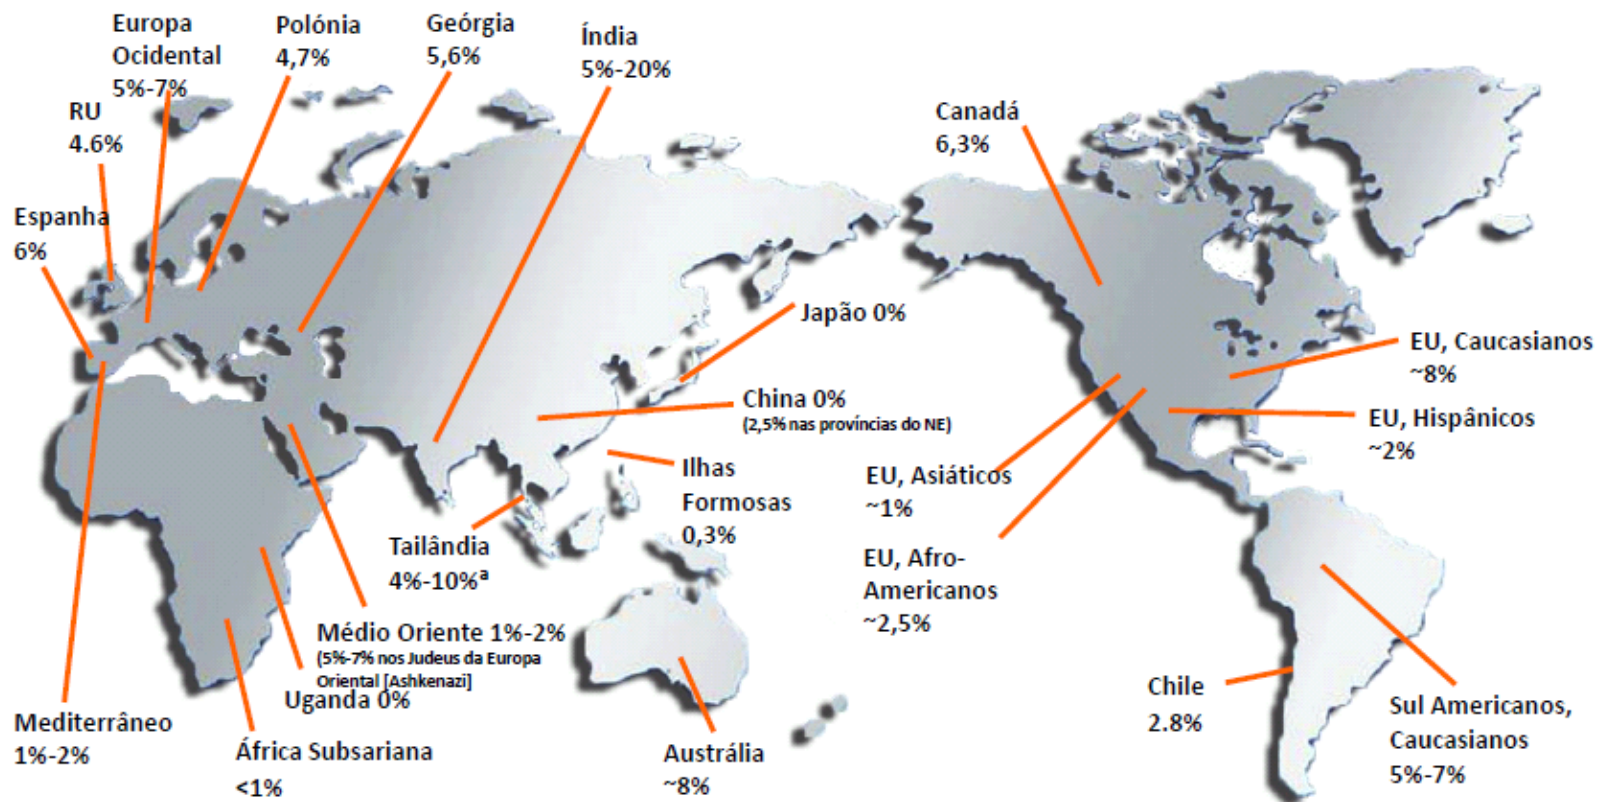 Europa
Ocidental
5%-7%
Polónia
4,7%
Geórgia
5,6%
Índia
5%-20%
RU
4.6%
Espanha
6%
Canadá
6,3%
Japão 0%
China 0%
(2,5% nas províncias do NE)
Ilhas
Formosas
0,3%
Tailândia
4%-10%ª
Médio Oriente 1%-2%
(5%-7% nos Judeus da Europa
Oriental [Ashkenazi]
Uganda 0%
Mediterrâneo
1%-2%
África Subsariana
<1%
Austrália
~8%
EU, Caucasianos
~8%
EU, Hispânicos
~2%
EU, Asiáticos
~1%
EU, Afro-
Americanos
~2,5%
Chile
2.8%
Sul Americanos,
Caucasianos
5%-7%